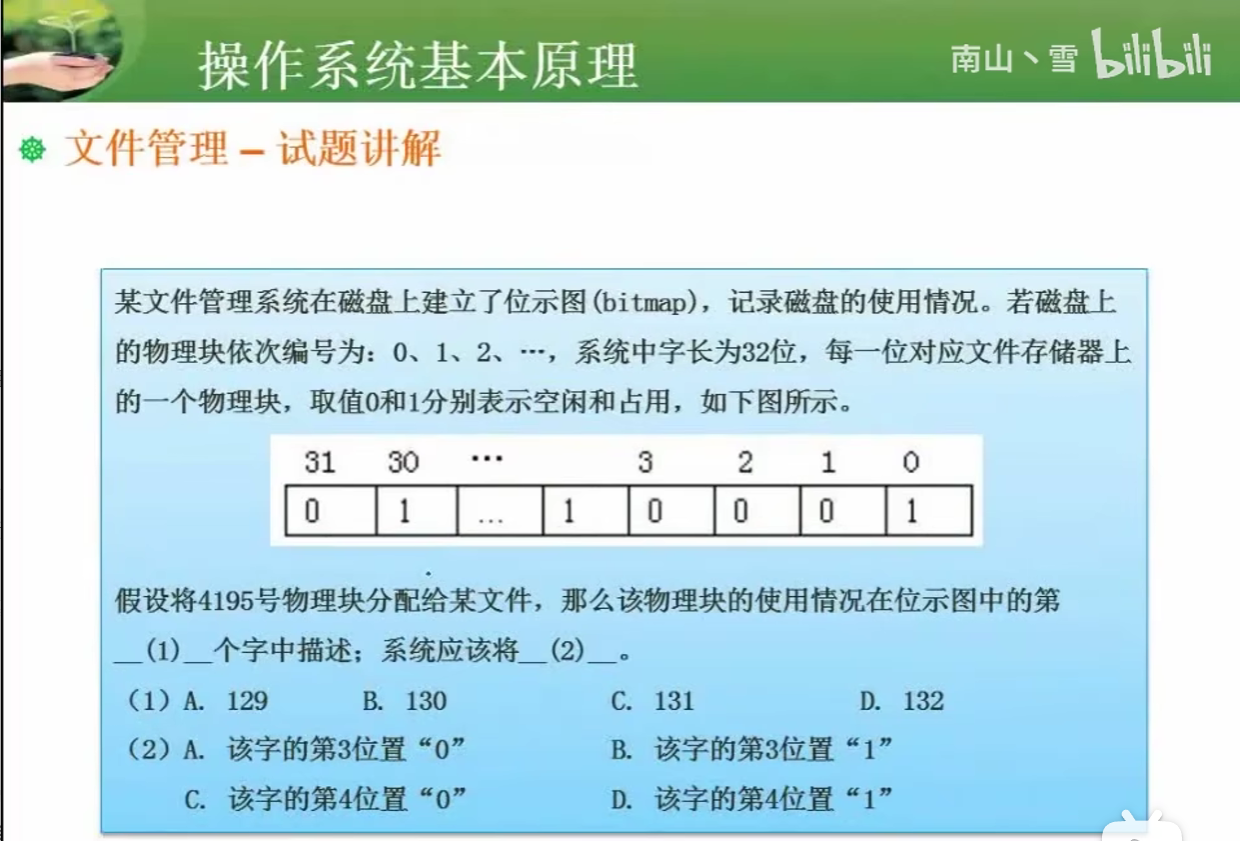 操作系统基本原理
南山丶雪 bilibili
文件管理 – 试题讲解
某文件管理系统在磁盘上建立了位示图(bitmap)，记录磁盘的使用情况。若磁盘上
的物理块依次编号为：0、1、2、…，系统中字长为32位，每一位对应文件存储器上
的一个物理块，取值0和1分别表示空闲和占用，如下图所示。
31 30 … 3 2 1 0
0 1 … 1 0 0 0 1
假设将4195号物理块分配给某文件，那么该物理块的使用情况在位示图中的第
__(1)__个字中描述；系统应该将__(2)__。
（1）A. 129 B. 130 C. 131 D. 132
（2）A. 该字的第3位置“0” B. 该字的第3位置“1”
C. 该字的第4位置“0” D. 该字的第4位置“1”